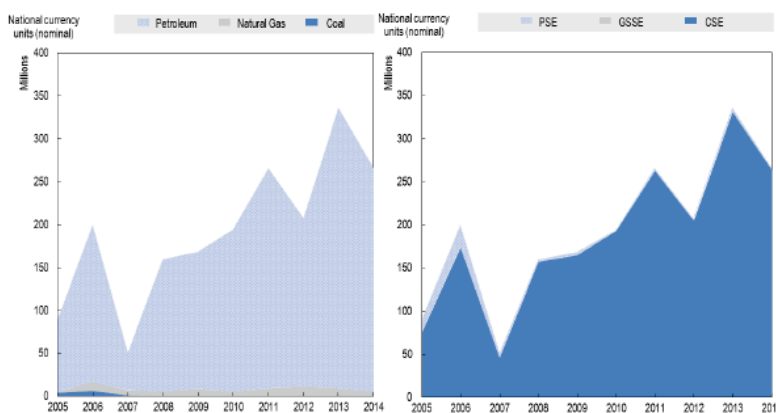 National currency
units (nominal)
Petroleum Natural Gas Coal
Millions
400
350
300
250
200
150
100
50
0
2005 2006 2007 2008 2009 2010 2011 2012 2013 2014
National currency
units (nominal)
PSE GSSE CSE
Millions
400
350
300
250
200
150
100
50
0
2005 2006 2007 2008 2009 2010 2011 2012 2013 201